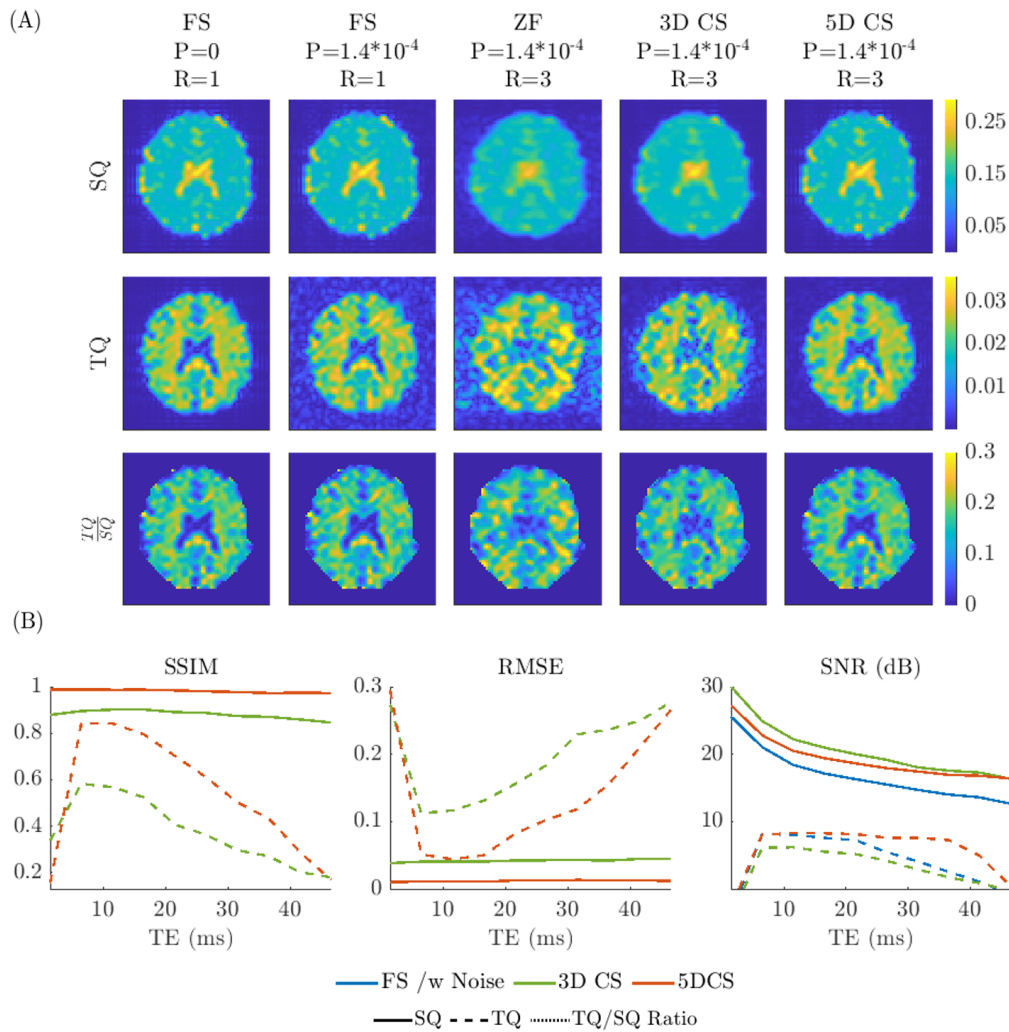 (A)
FS FS ZF 3D CS 5D CS
P=0 P=1.4*10⁻⁴ P=1.4*10⁻⁴ P=1.4*10⁻⁴ P=1.4*10⁻⁴
R=1 R=1 R=3 R=3 R=3
SQ
0.25
0.15
0.05
TQ
0.03
0.02
0.01
TQ/SQ
0.3
0.2
0.1
0
(B)
SSIM RMSE SNR (dB)
1 0.3 30
0.8
0.2 20
0.6
0.4 0.1 10
0.2
0
10 20 30 40 10 20 30 40 10 20 30 40
TE (ms) TE (ms) TE (ms)
FS /w Noise 3D CS 5DCS
SQ TQ TQ/SQ Ratio